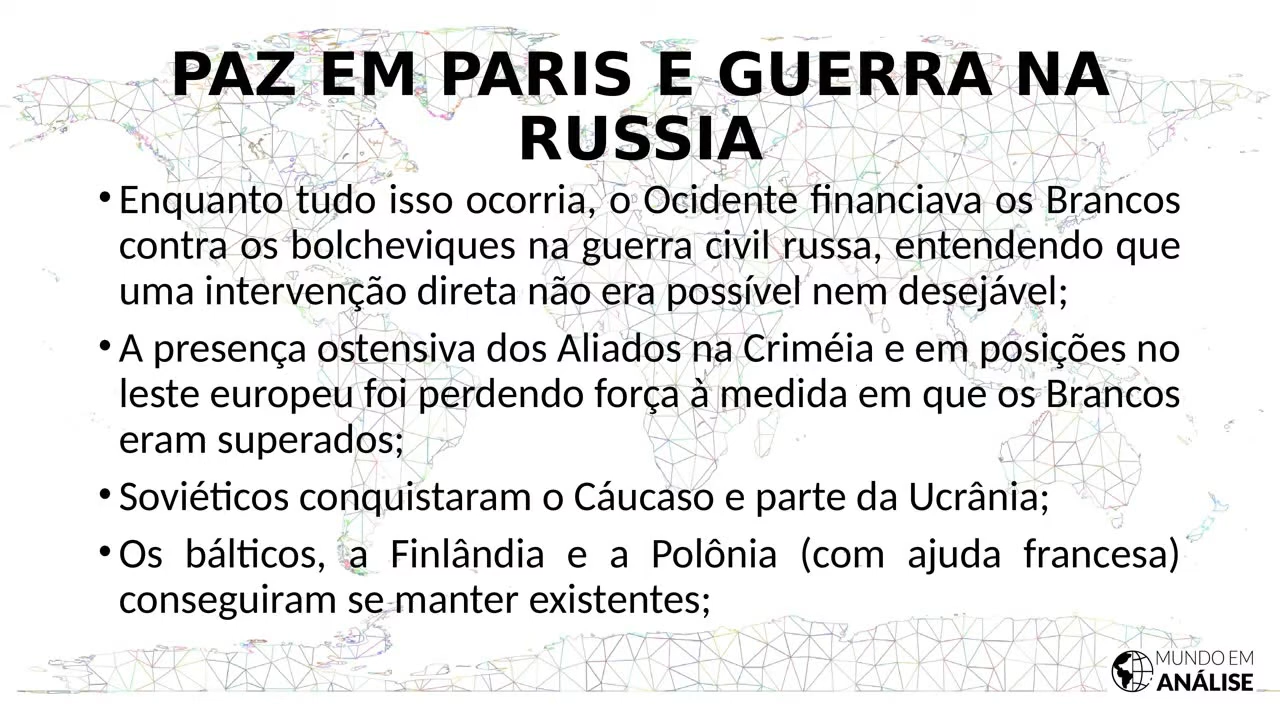 PAZ EM PARIS E GUERRA NA
RUSSIA
• Enquanto tudo isso ocorria, o Ocidente financiava os Brancos
contra os bolcheviques na guerra civil russa, entendendo que
uma intervenção direta não era possível nem desejável;
• A presença ostensiva dos Aliados na Criméia e em posições no
leste europeu foi perdendo força à medida em que os Brancos
eram superados;
• Soviéticos conquistaram o Cáucaso e parte da Ucrânia;
• Os bálticos, a Finlândia e a Polônia (com ajuda francesa)
conseguiram se manter existentes;
MUNDO EM
ANÁLISE